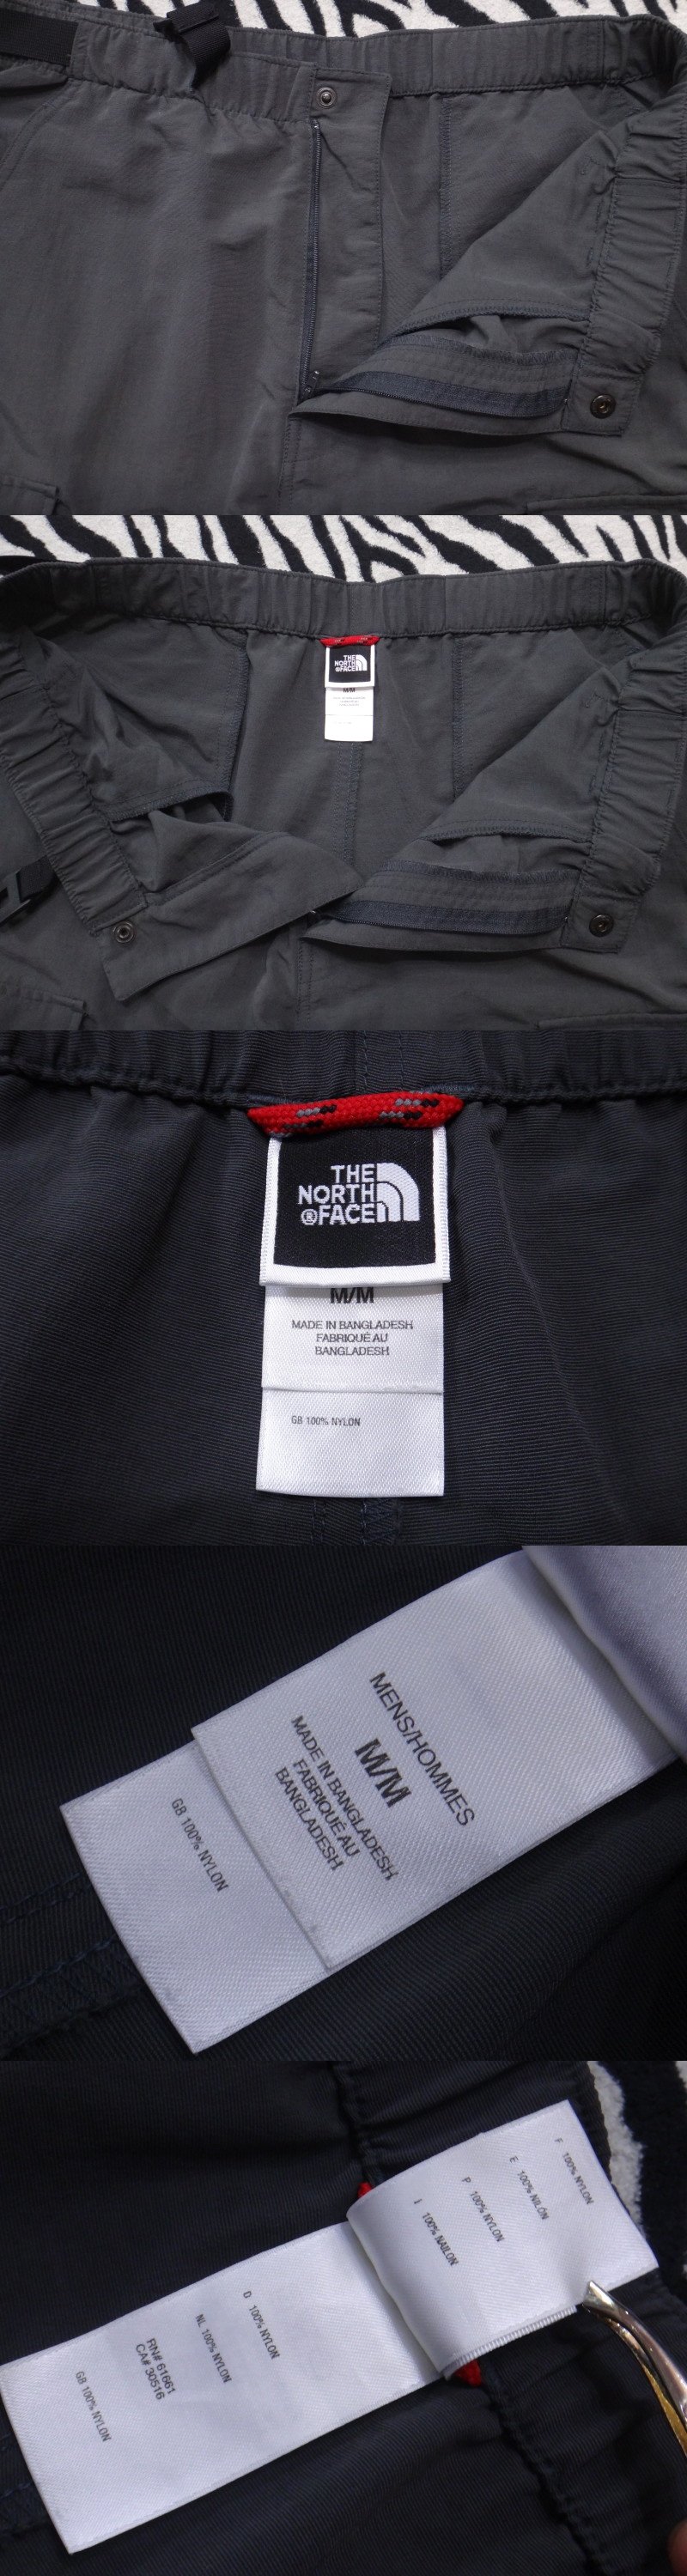 THE
NORTH
®FACE
M/M
THE
NORTH
®FACE
M/M
MADE IN BANGLADESH
FABRIQUÉ AU
BANGLADESH
GB 100% NYLON
MENS/HOMMES
M/M
MADE IN BANGLADESH
FABRIQUÉ AU
BANGLADESH
GB 100% NYLON
F 100% NYLON
E 100% NILÓN
P 100% NYLON
I 100% NAILON
D 100% NYLON
NL 100% NYLON
RN# 61661
CA# 30516
GB 100% NYLON